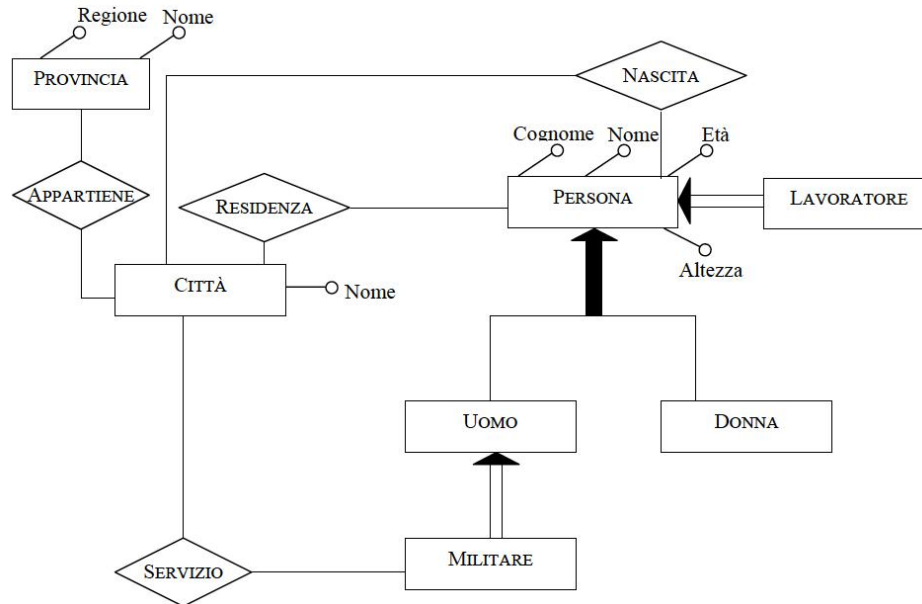 Regione Nome
PROVINCIA
NASCITA
Cognome Nome Età
APPARTIENE
RESIDENZA
PERSONA
LAVORATORE
Altezza
CITTÀ
Nome
UOMO
DONNA
MILITARE
SERVIZIO